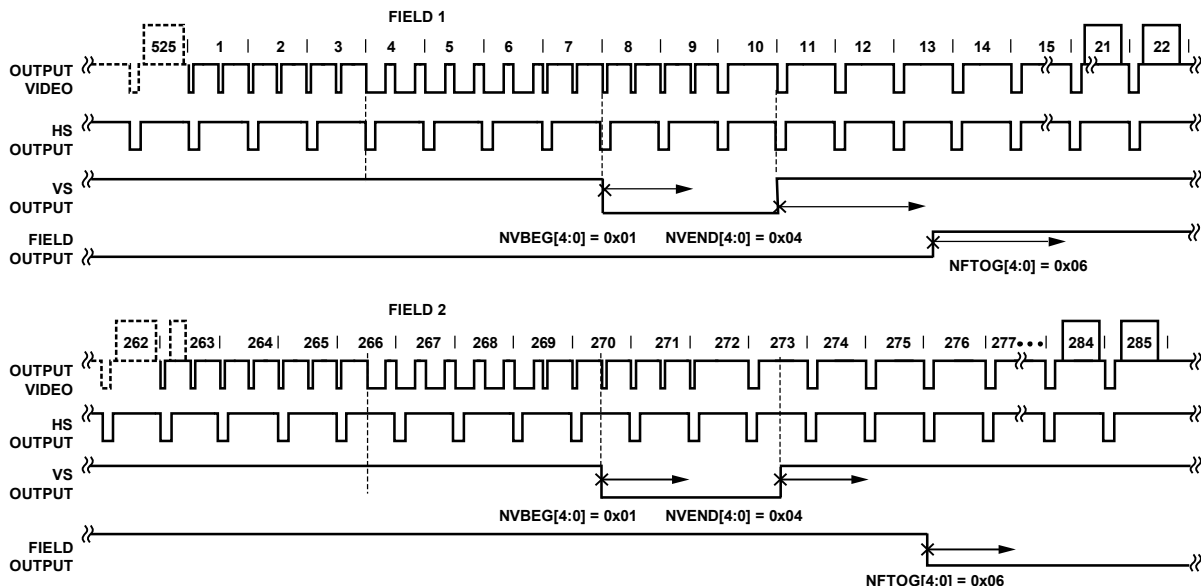 FIELD 1
525 1 2 3 4 5 6 7 8 9 10 11 12 13 14 15 21 22
OUTPUT
VIDEO
HS
OUTPUT
VS
OUTPUT
NVBEG[4:0] = 0x01 NVEND[4:0] = 0x04
FIELD
OUTPUT
NFTOG[4:0] = 0x06
FIELD 2
262 263 264 265 266 267 268 269 270 271 272 273 274 275 276 277••• 284 285
OUTPUT
VIDEO
HS
OUTPUT
VS
OUTPUT
NVBEG[4:0] = 0x01 NVEND[4:0] = 0x04
FIELD
OUTPUT
NFTOG[4:0] = 0x06